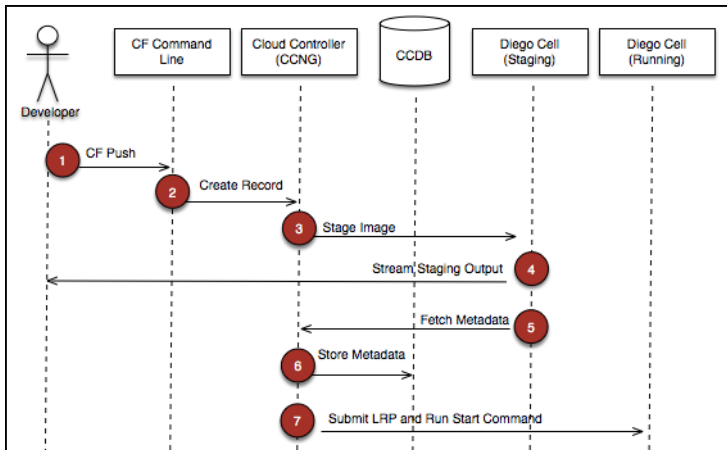 CF Command
Line
Cloud Controller
(CCNG)
CCDB
Diego Cell
(Staging)
Diego Cell
(Running)
Developer
1 CF Push
2 Create Record
3 Stage Image
Stream Staging Output 4
Fetch Metadata 5
6 Store Metadata
7 Submit LRP and Run Start Command